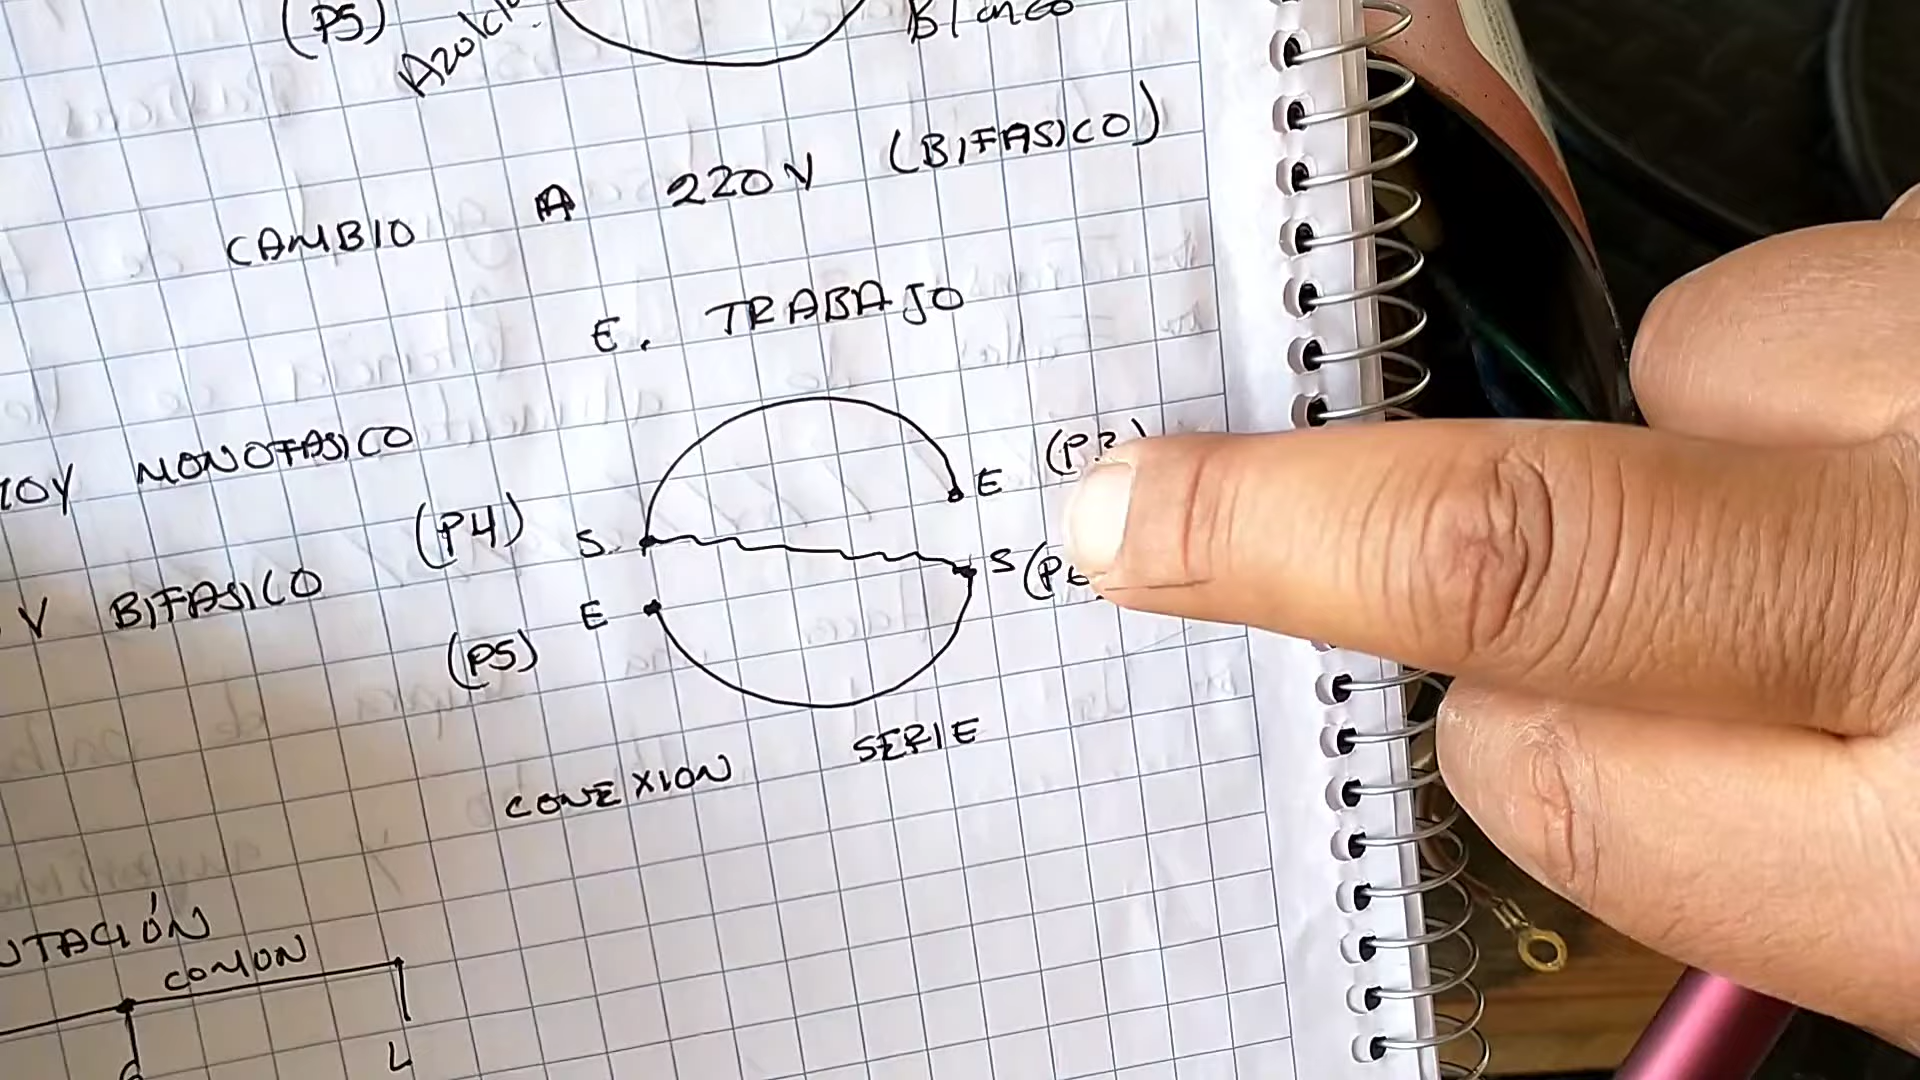 (P5)
Blanco
CAMBIO A 220V (BIFASICO)
E. TRABAJO
MONOFASICO
(P4) S E
V BIFASICO
S
(P5) E
CONEXION SERIE
COMUN
L